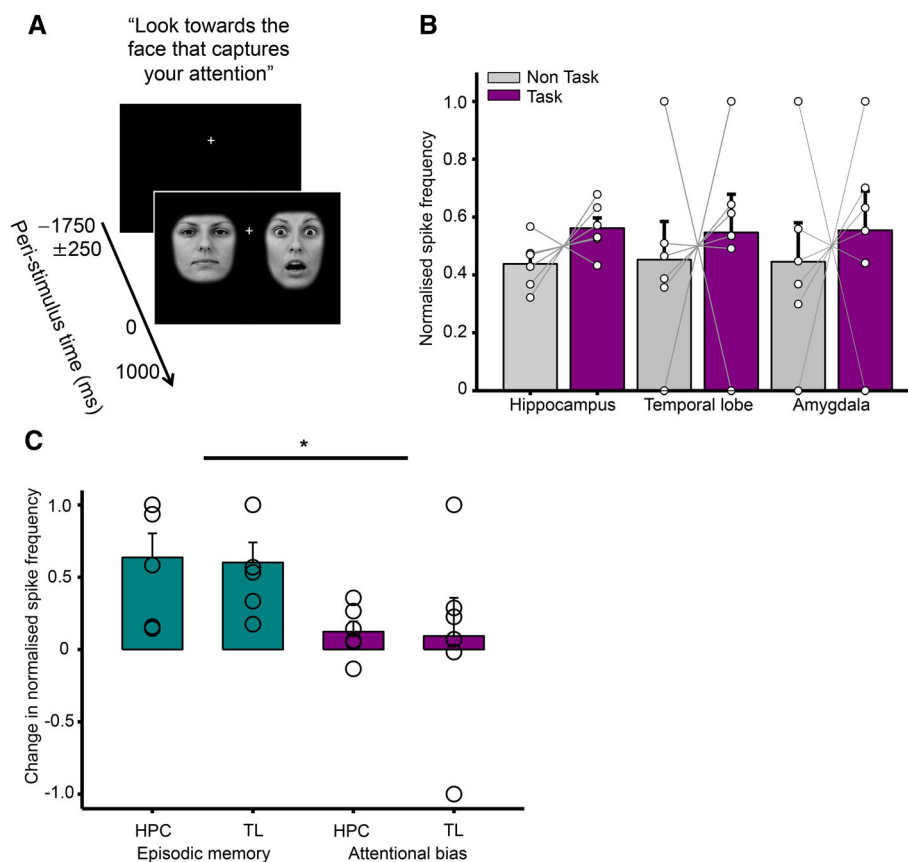 A
“Look towards the
face that captures
your attention”
+
+
−1750
±250
0
1000
Peri-stimulus time (ms)
B
Non Task
Task
Normalised spike frequency
1.0
0.8
0.6
0.4
0.2
0
Hippocampus Temporal lobe Amygdala
C
*
Change in normalised spike frequency
1.0
0.5
0
-0.5
-1.0
HPC TL HPC TL
Episodic memory Attentional bias